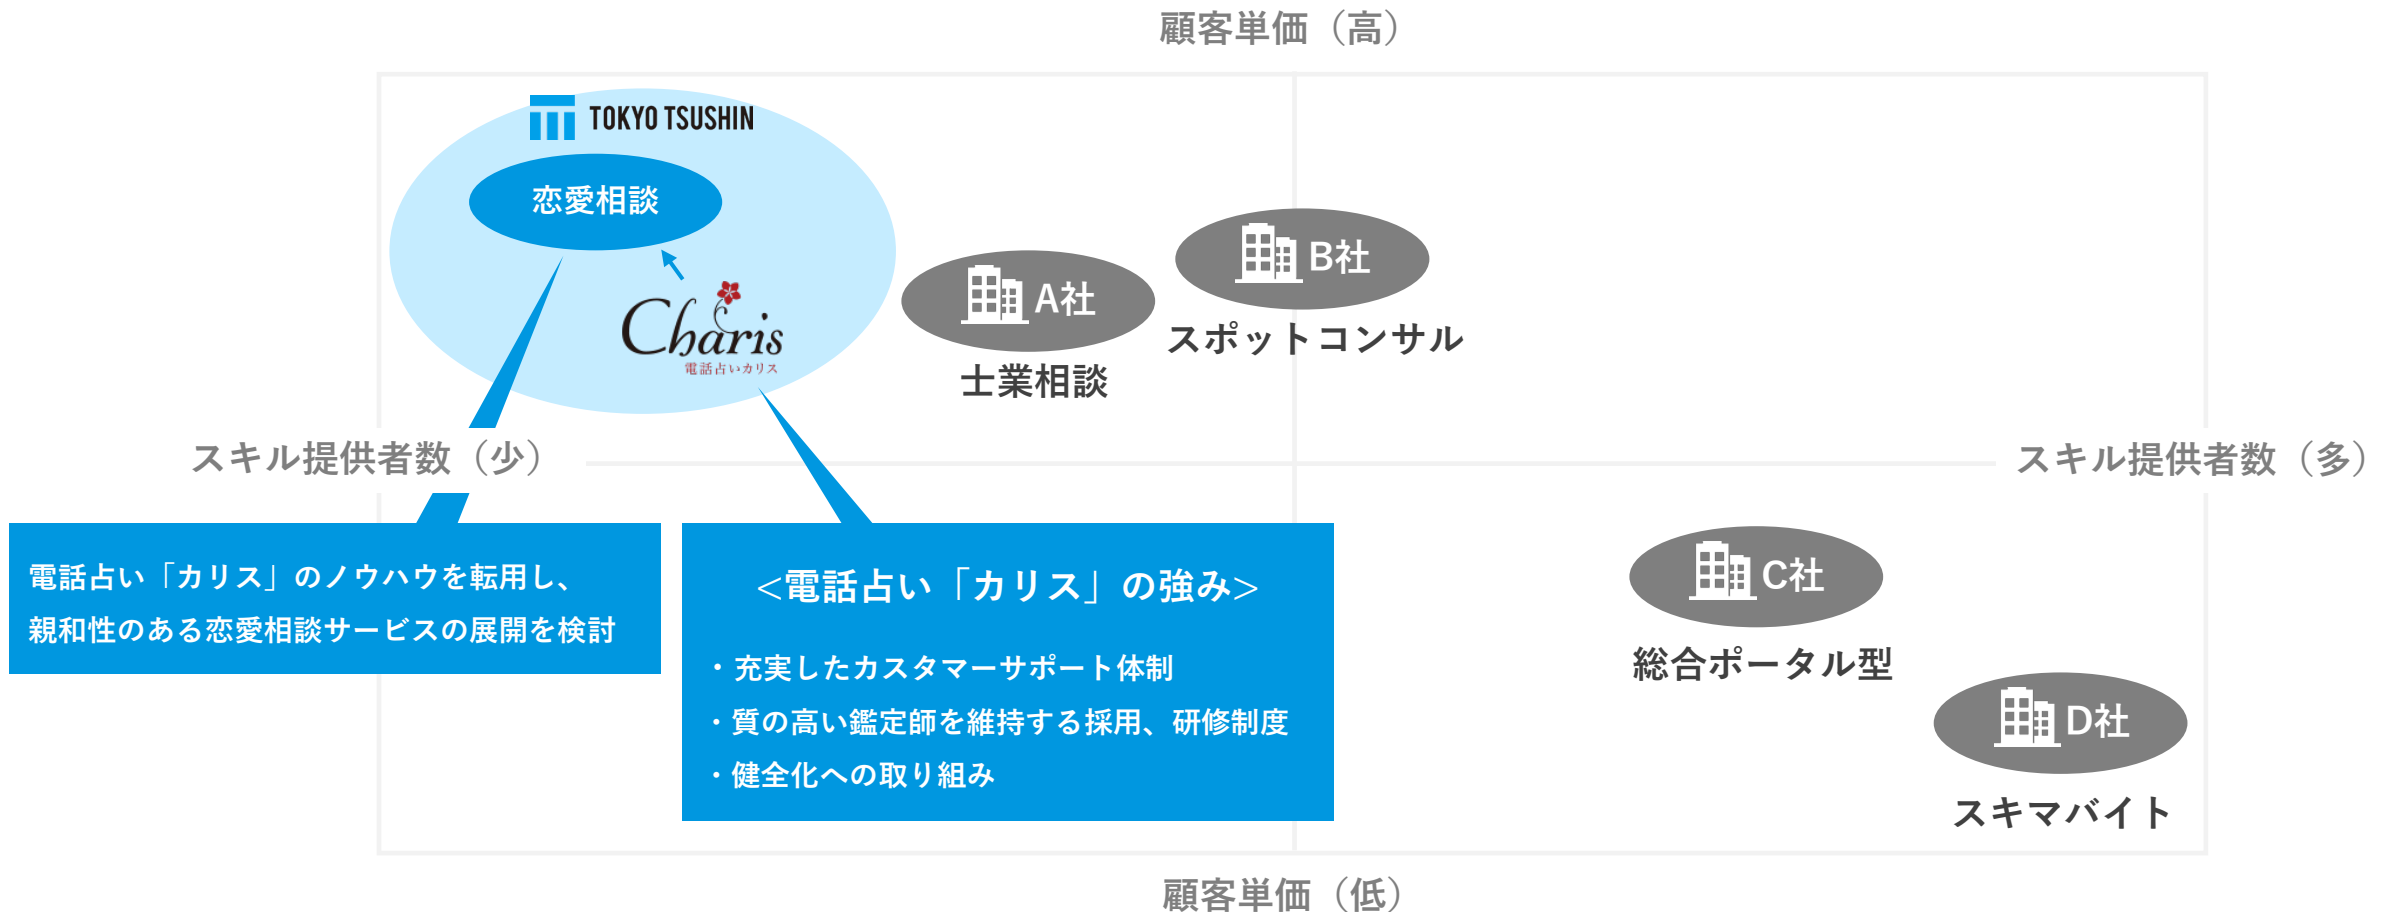 顧客単価（高）
TOKYO TSUSHIN
恋愛相談
Charis
電話占いカリス
A社
士業相談
B社
スポットコンサル
スキル提供者数（少）
スキル提供者数（多）
電話占い「カリス」のノウハウを転用し、
親和性のある恋愛相談サービスの展開を検討
<電話占い「カリス」の強み>
・充実したカスタマーサポート体制
・質の高い鑑定師を維持する採用、研修制度
・健全化への取り組み
C社
総合ポータル型
D社
スキマバイト
顧客単価（低）